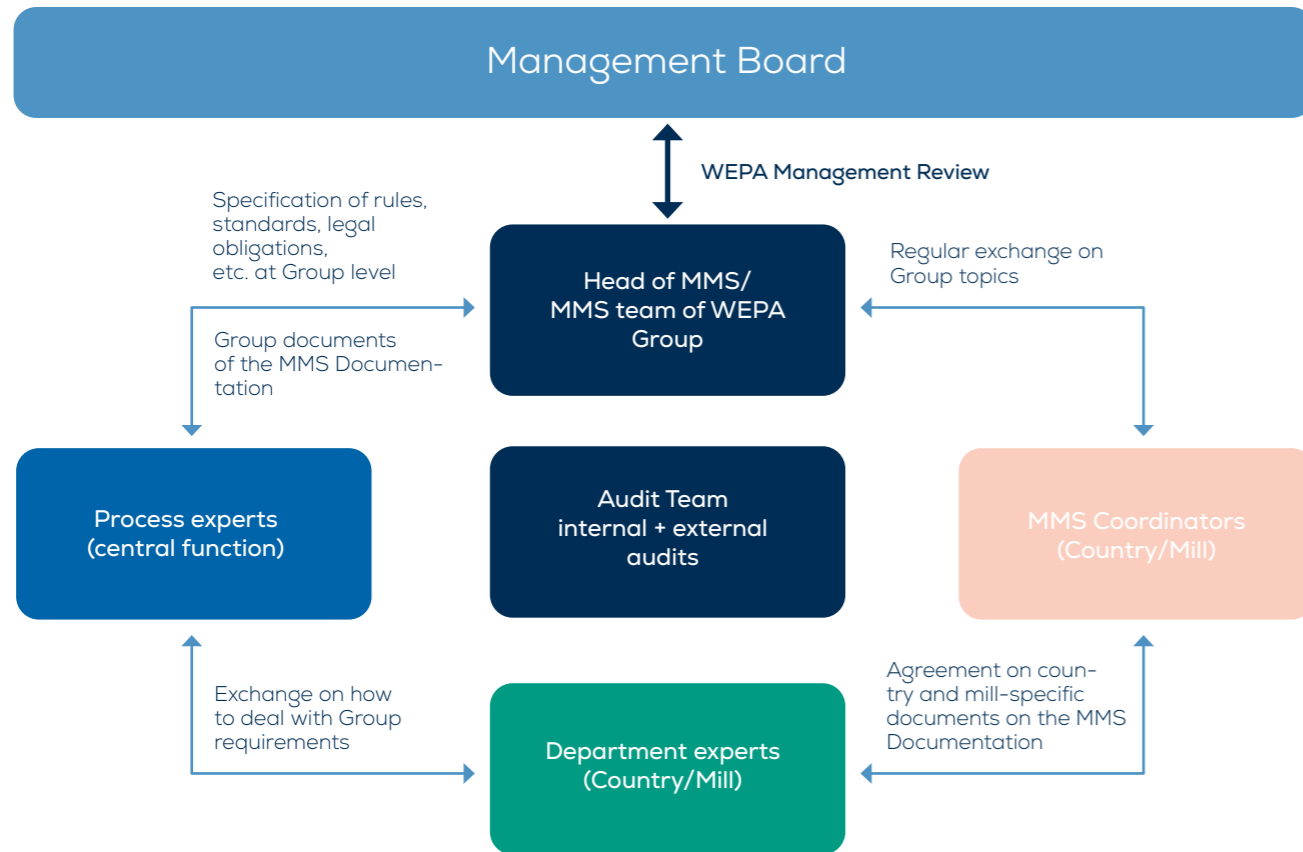 Management Board
WEPA Management Review
Specification of rules,
standards, legal
obligations,
etc. at Group level
Head of MMS/
MMS team of WEPA
Group
Regular exchange on
Group topics
Group documents
of the MMS Documen-
tation
Process experts
(central function)
Audit Team
internal + external
audits
MMS Coordinators
(Country/Mill)
Exchange on how
to deal with Group
requirements
Department experts
(Country/Mill)
Agreement on coun-
try and mill-specific
documents on the MMS
Documentation